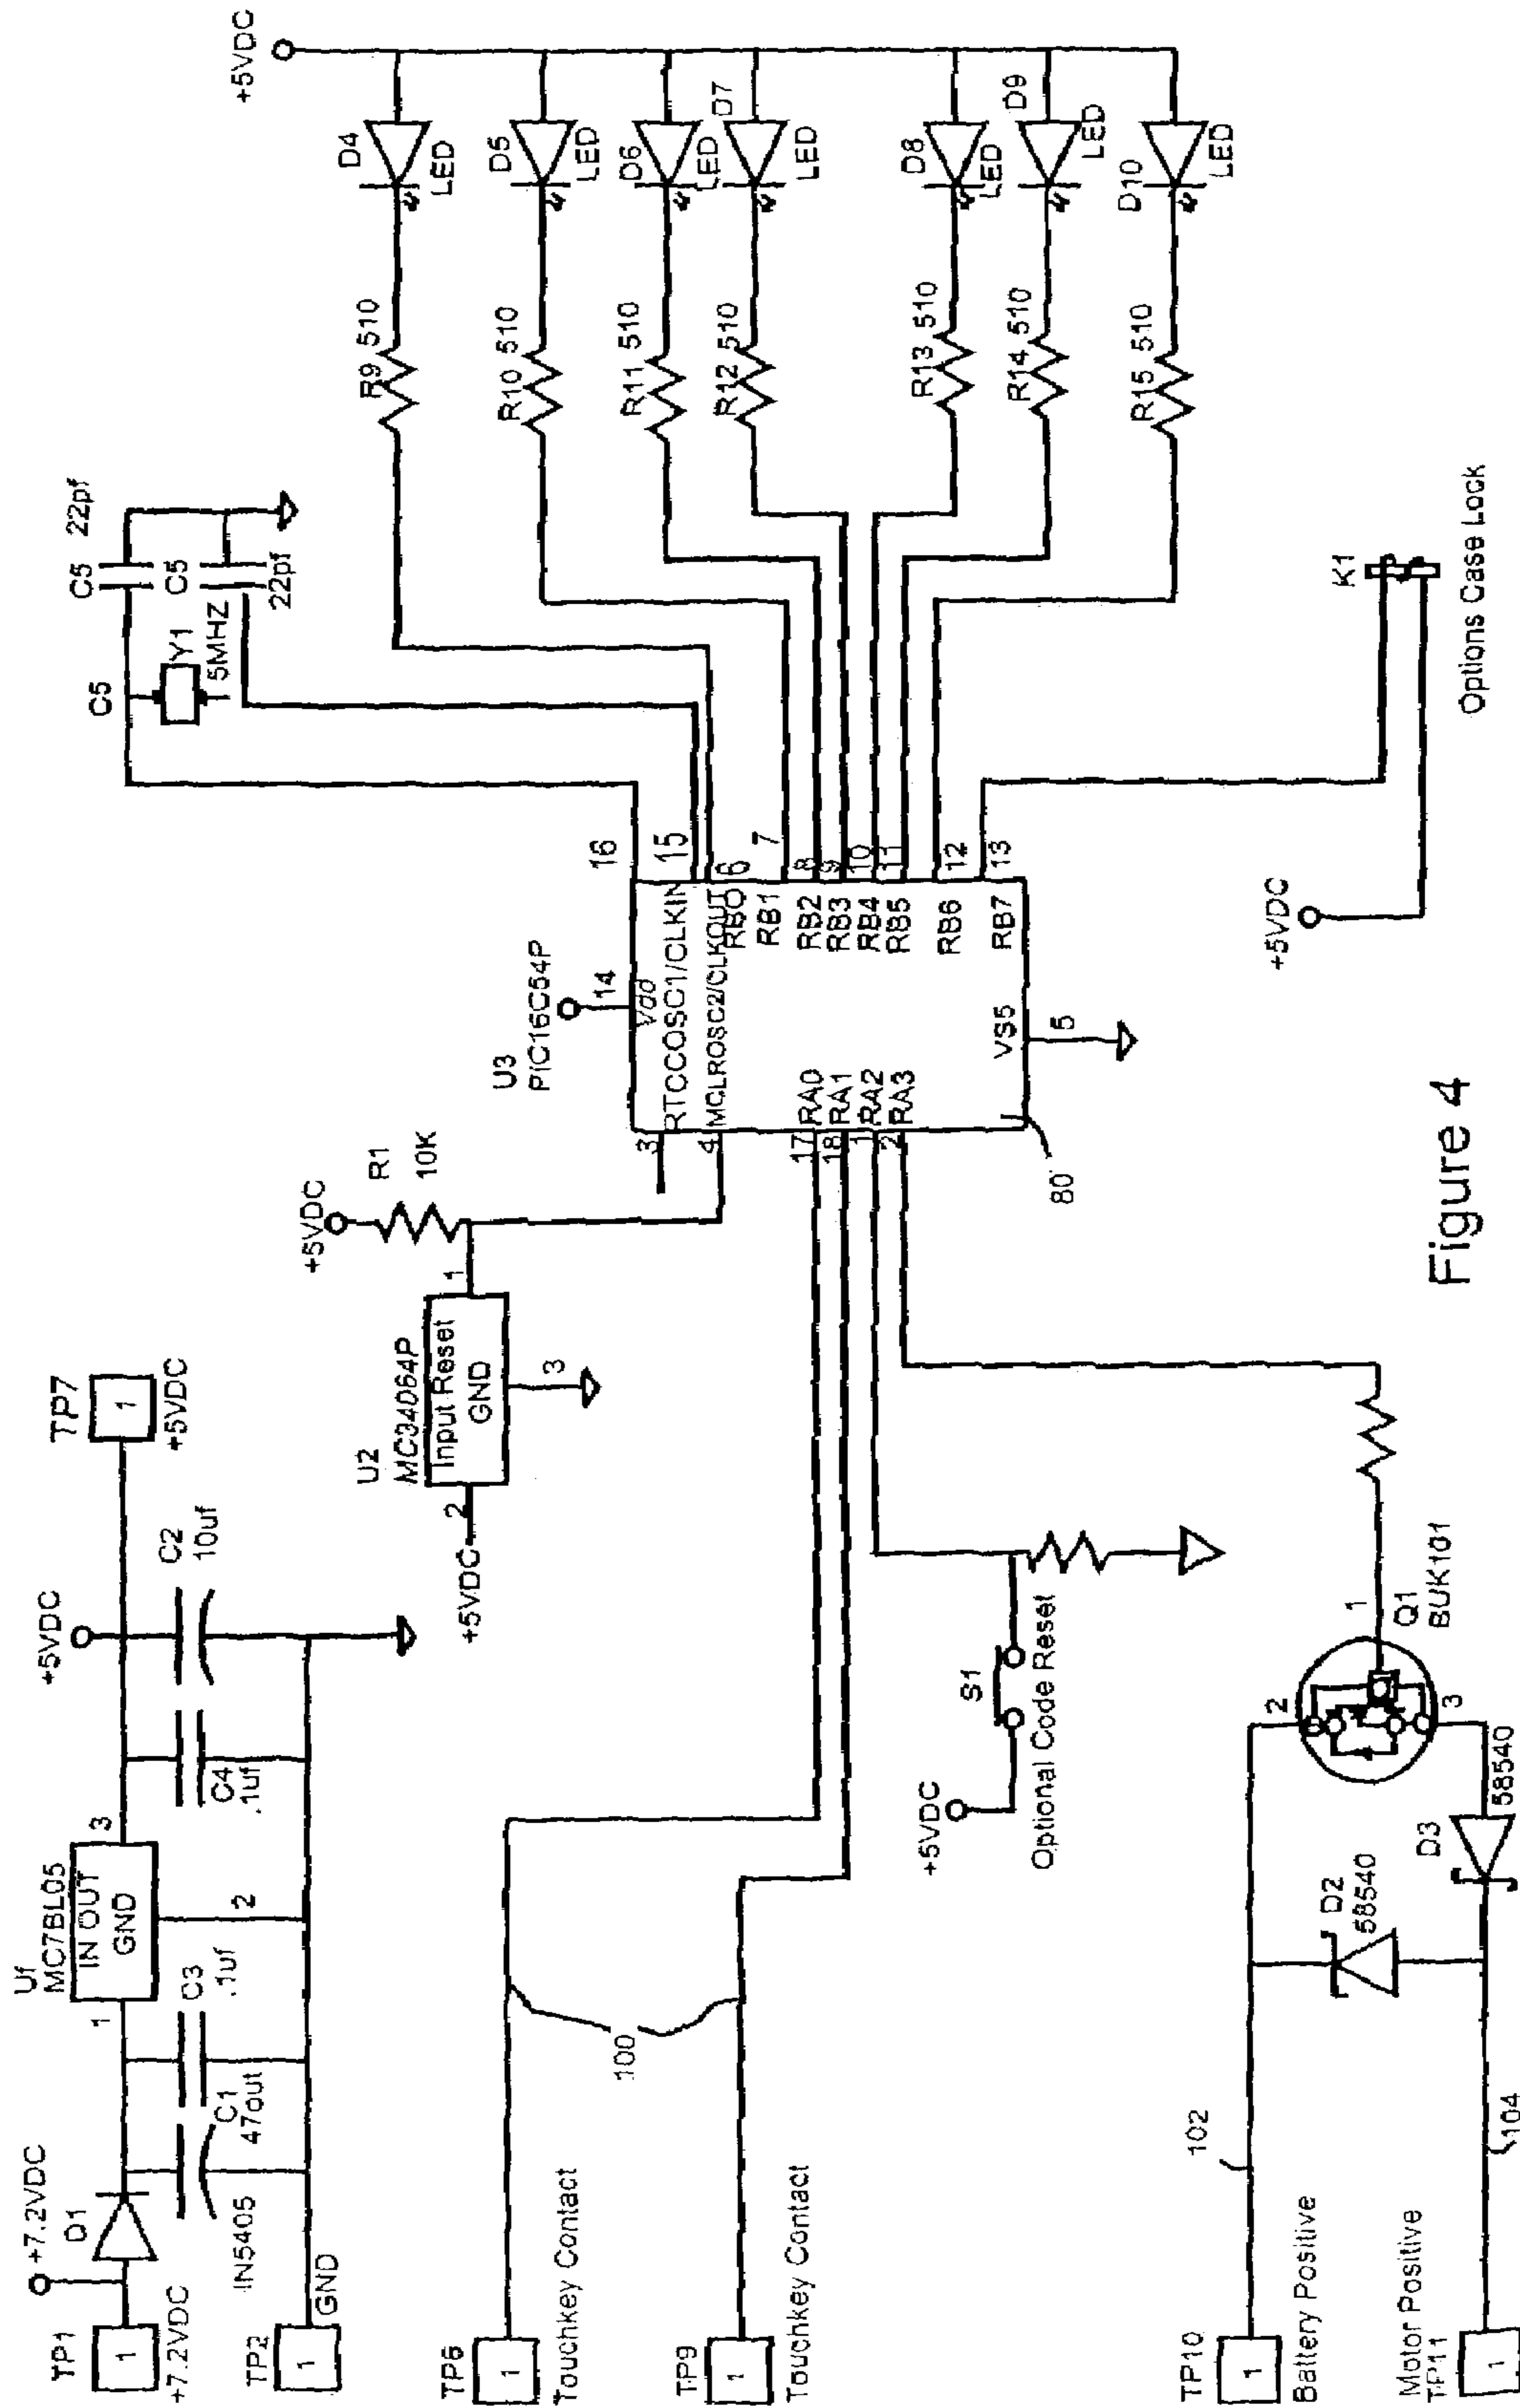 TP1
1
+7.2VDC
+7.2VDC
D1
IN5405
TP2
1
GND
C1
47out
C3
.1uf
Uf
MC7BL05
IN OUT
GND
1
2
3
C4
.1uf
+5VDC
C2
10uf
TP7
1
+5VDC
U2
MC34064P
Input Reset
GND
+5VDC
2
1
3
+5VDC
R1
10K
U3
PIC16C54P
14
Vdd
RTCCOSC1/CLKIN
MCLROSC2/CLKOUT
3
4
17
18
1
2
RA0
RA1
RA2
RA3
RB0
RB1
RB2
RB3
RB4
RB5
RB6
RB7
VS5
5
80
16
15
6
7
8
9
10
11
12
13
C5
Y1
5MHZ
C5
22pf
C5
22pf
R9 510
R10 510
R11 510
R12 510
R13 510
R14 510
R15 510
D4
LED
D5
LED
D6
LED
D7
LED
D8
LED
D9
LED
D10
LED
+5VDC
TP6
1
Touchkey Contact
TP9
1
Touchkey Contact
100
+5VDC
S1
Optional Code Reset
+5VDC
K1
Options Case Lock
TP10
1
Battery Positive
102
Motor Positive
TP11
1
104
D2
58540
D3
58540
2
3
1
Q1
BUK101
Figure 4